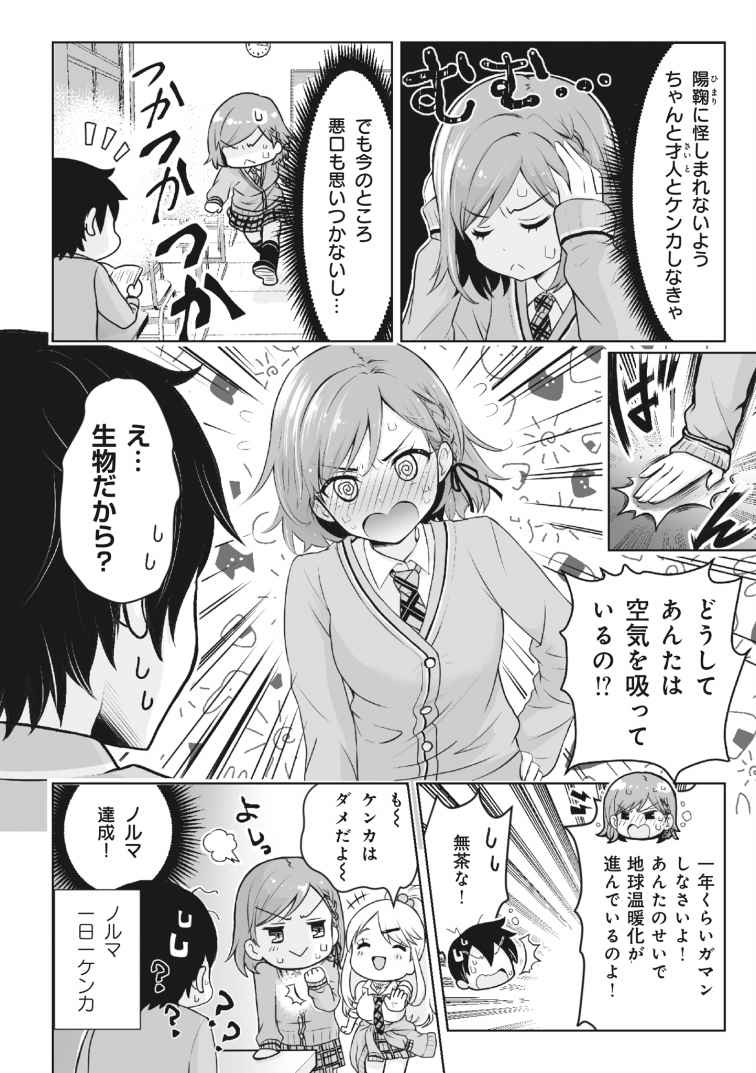 陽鞠に怪しまれないよう
ひまり
ちゃんと才人とケンカしなきゃ
さいと
むむ…
でも今のところ
悪口も思いつかないし…
つかつかつか
ばん
どうして
あんたは
空気を吸って
いるの!?
え…
生物だから?
一年くらいガマン
しなさいよ!
あんたのせいで
地球温暖化が
進んでいるのよ!
無茶な!
も〜
ケンカは
ダメだよ〜
よしっ
ノルマ
達成!
ノルマ
一日一ケンカ
???